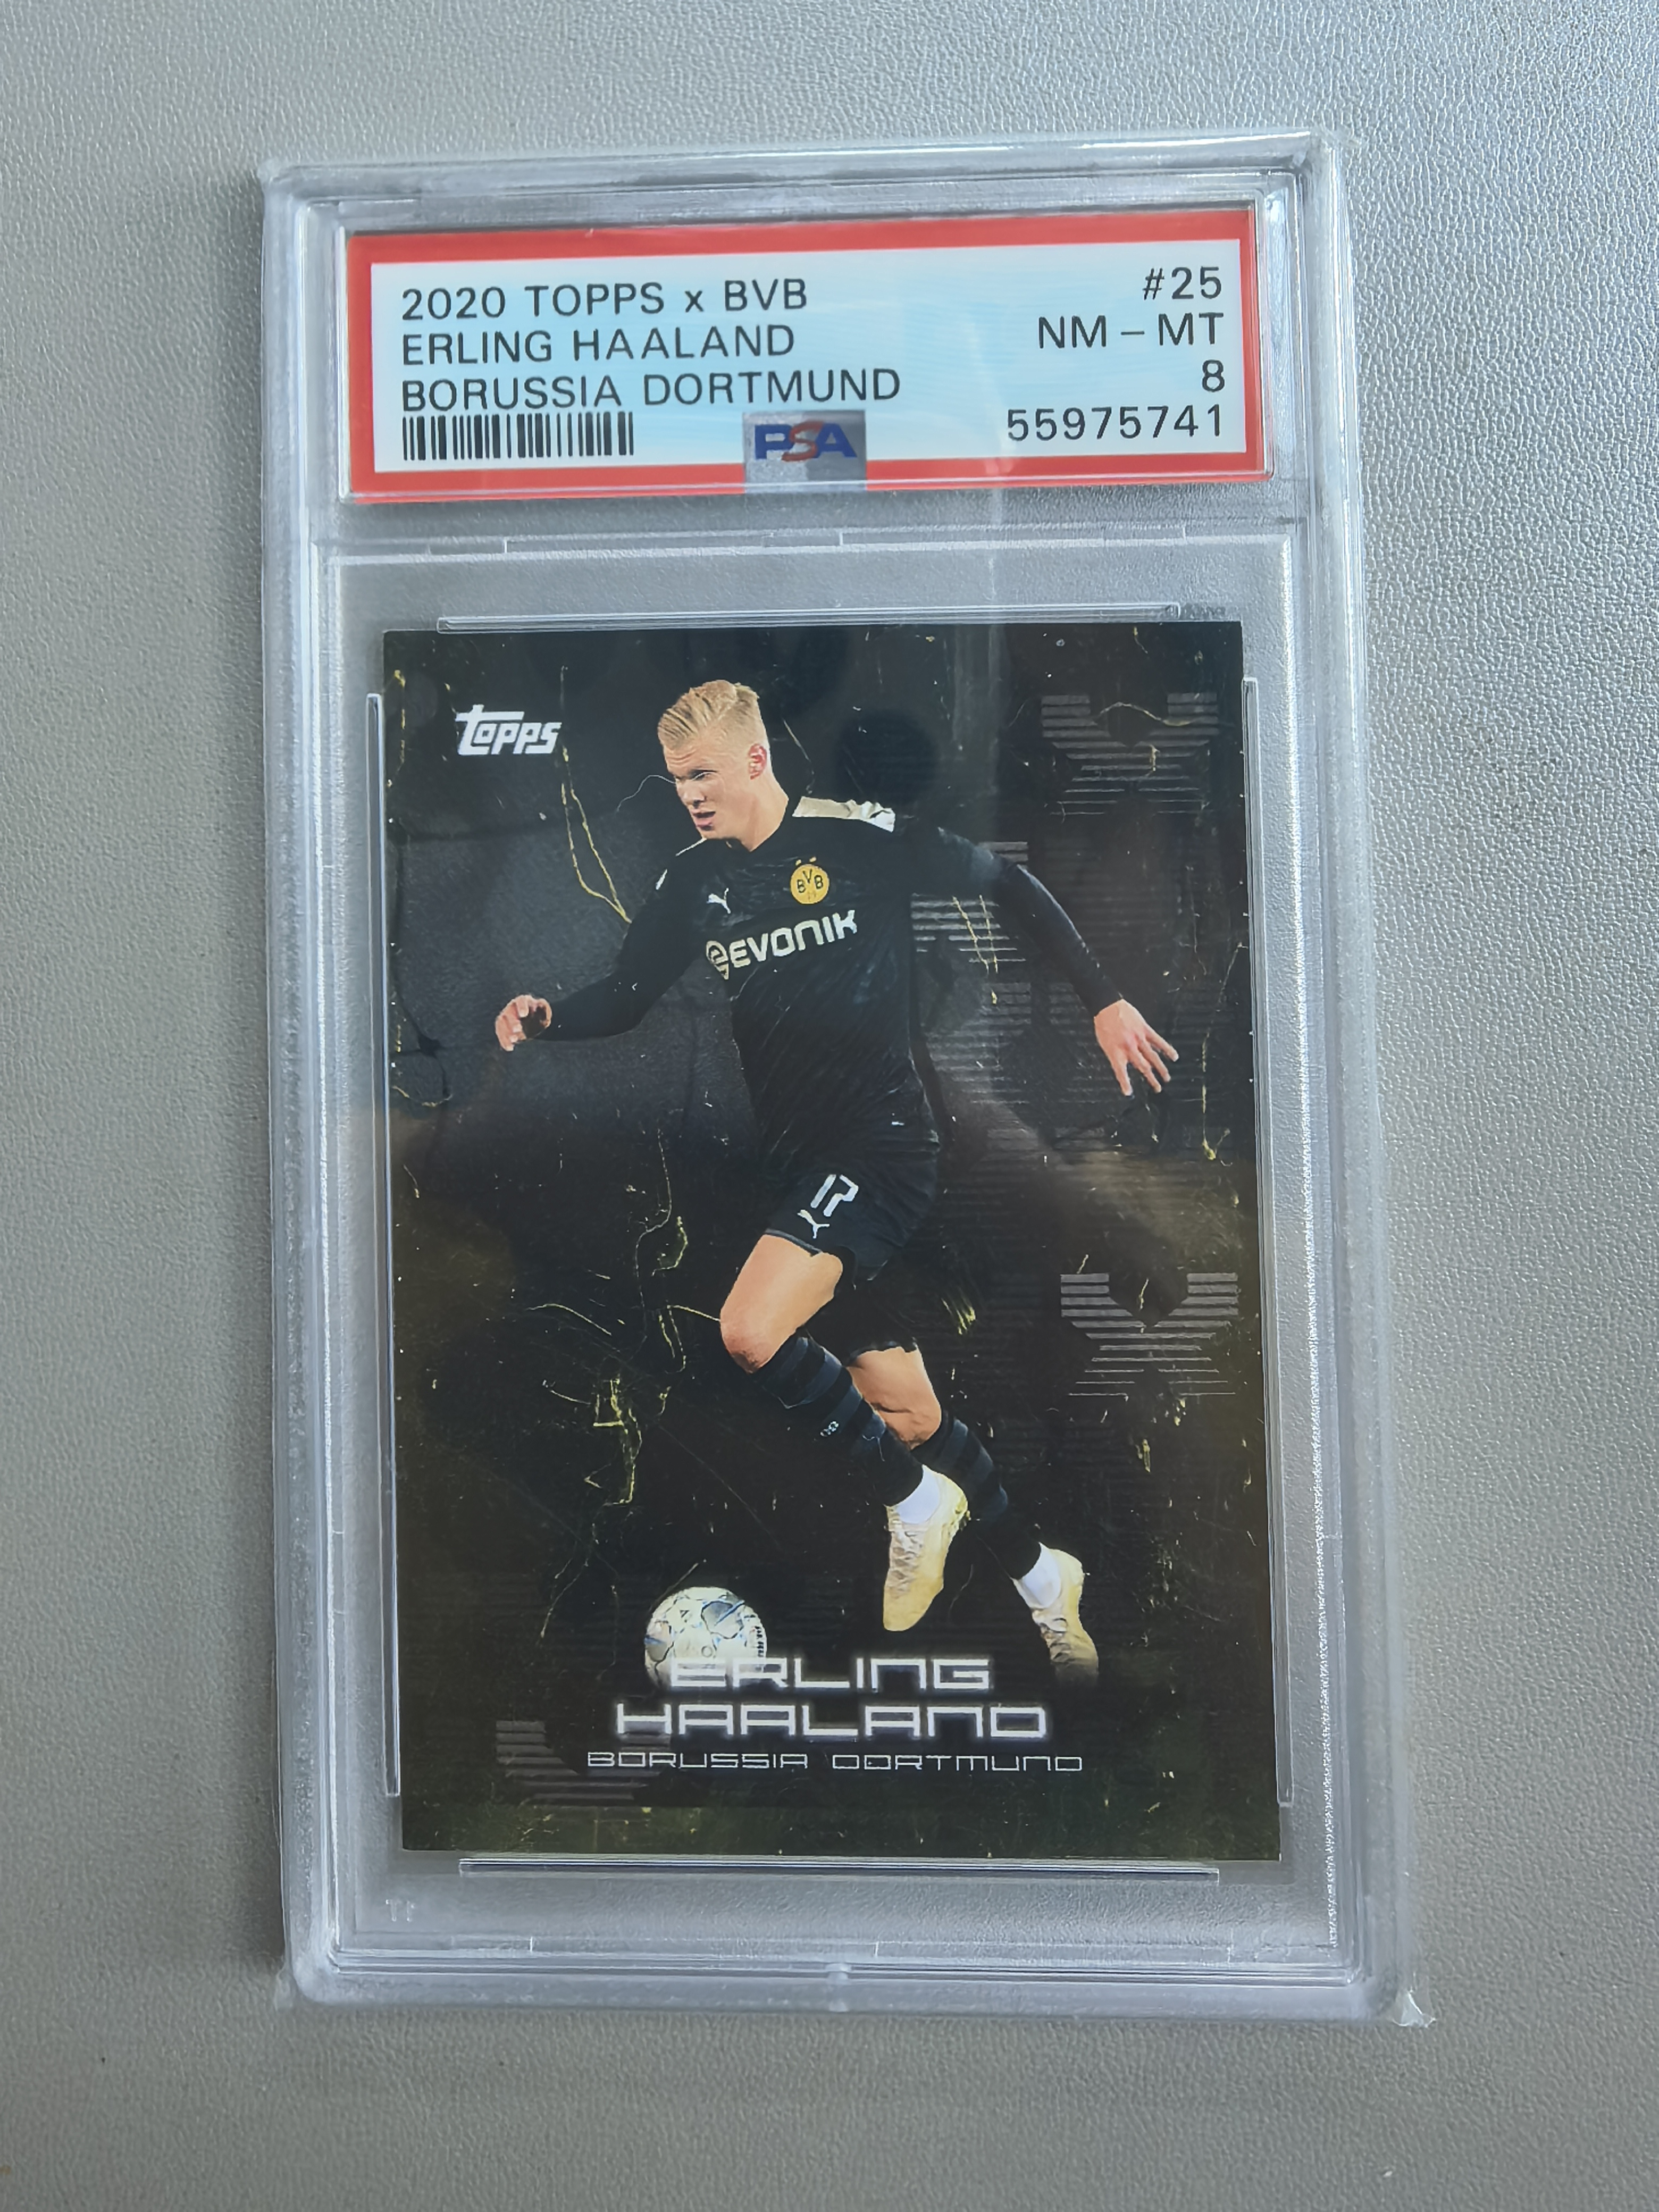 2020 TOPPS x BVB
#25
ERLING HAALAND
NM – MT
BORUSSIA DORTMUND
8
PSA
55975741
TOPPS
BVB
EVONIK
17
ERLING
HAALAND
BORUSSIA DORTMUND